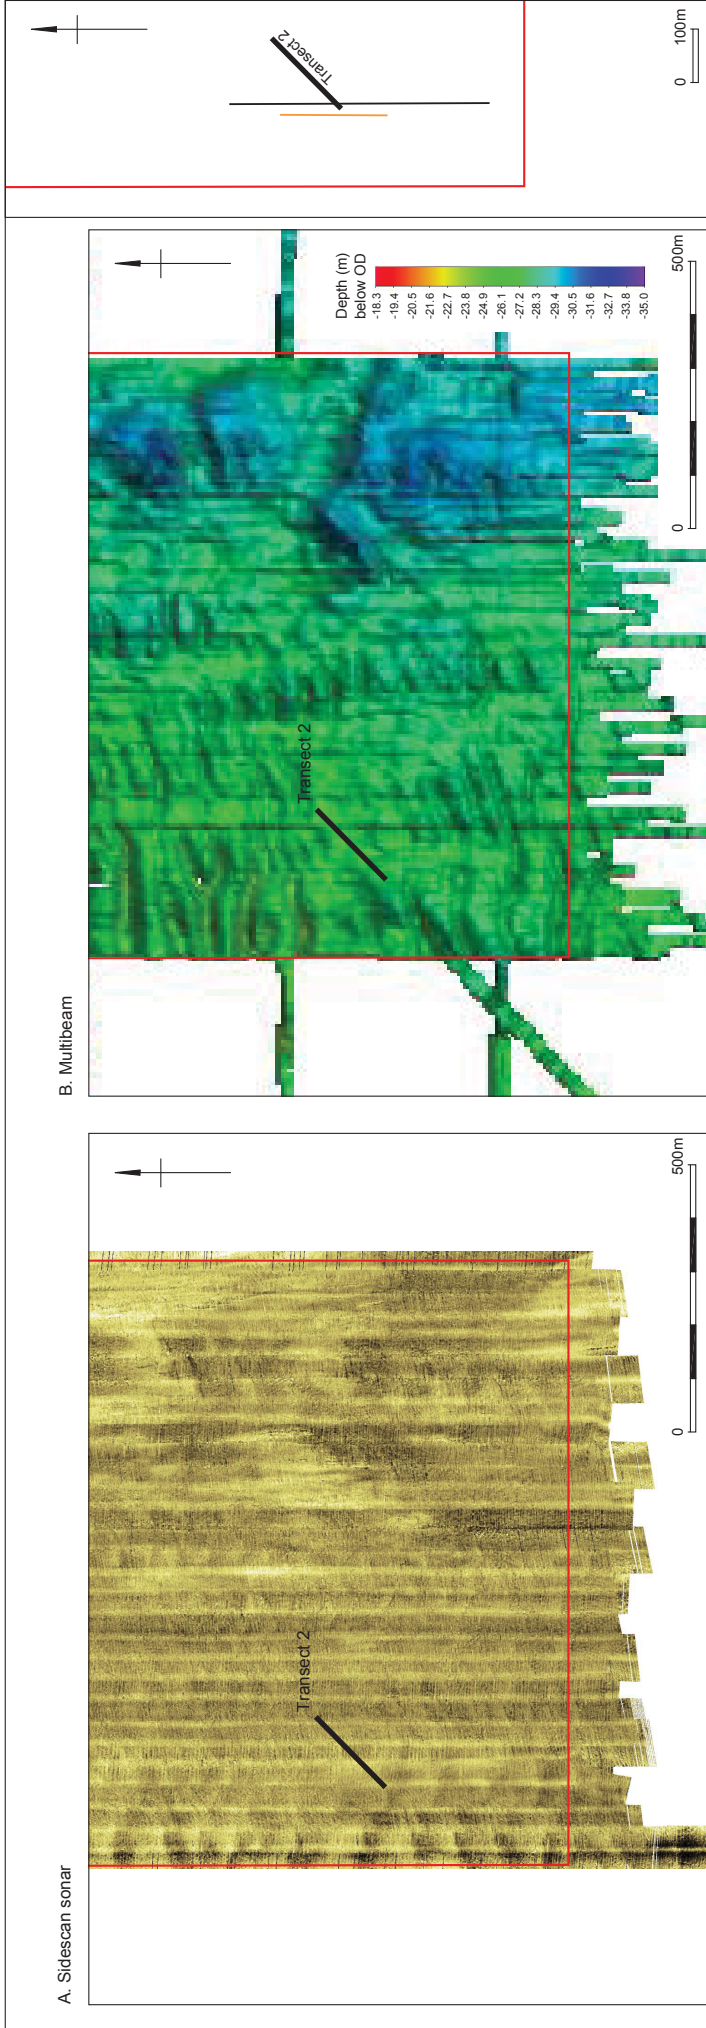 A. Sidescan sonar
Transect 2
0
500m
B. Multibeam
Transect 2
Depth (m)
below OD
-18.3
-19.4
-20.5
-21.6
-22.7
-23.8
-24.9
-26.1
-27.2
-28.3
-29.4
-30.5
-31.6
-32.7
-33.8
-35.0
0
500m
Transect 2
0
100m